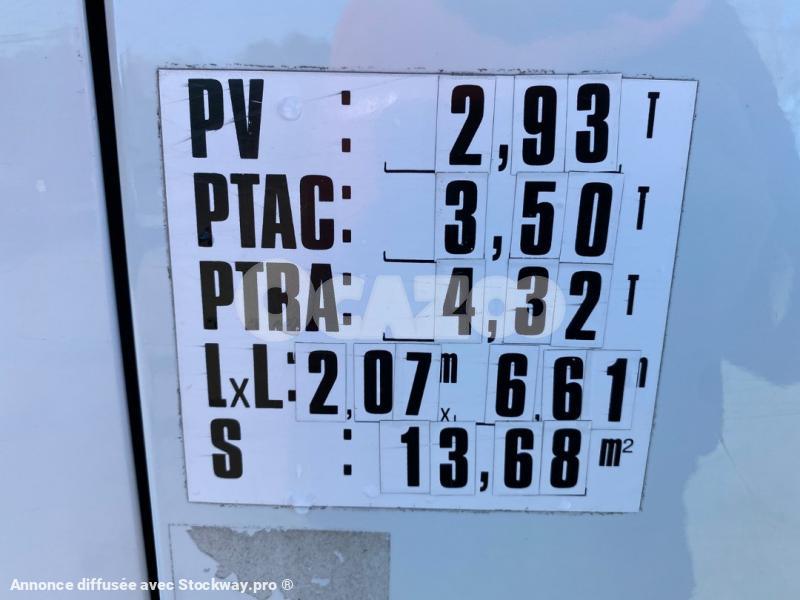 PV : 2,93 T
PTAC: 3,50 T
PTRA: 4,32 T
OCAZOO
LxL: 2,07 m x 6,61 m
S : 13,68 m²
Annonce diffusée avec Stockway.pro ®